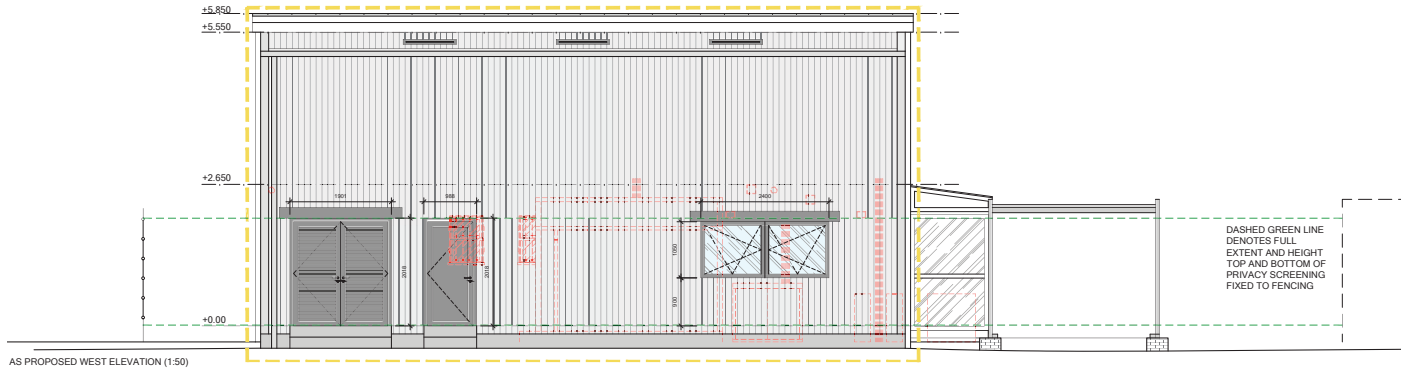 +5.850
+5.550
+2.650
1901
988
2400
2018
2018
1050
900
+0.00
DASHED GREEN LINE
DENOTES FULL
EXTENT AND HEIGHT
TOP AND BOTTOM OF
PRIVACY SCREENING
FIXED TO FENCING
AS PROPOSED WEST ELEVATION (1:50)